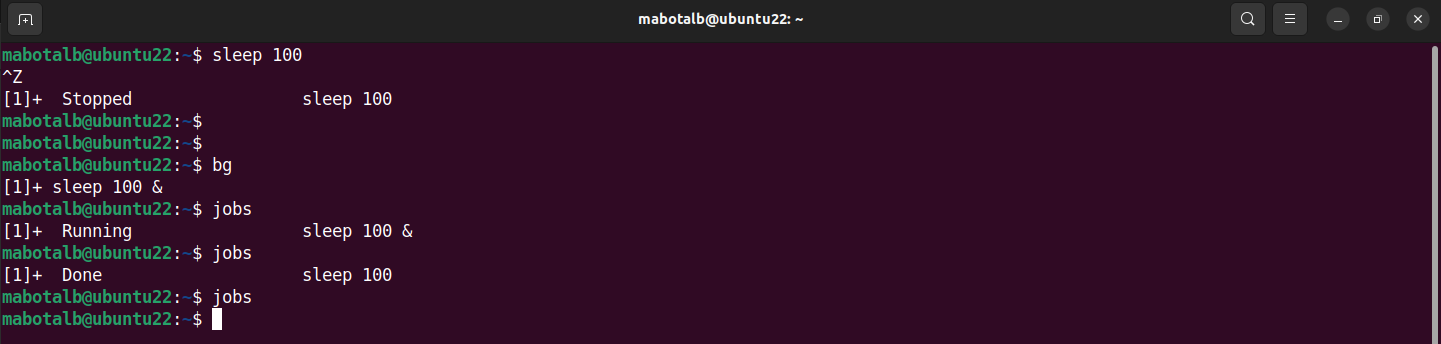 mabotalb@ubuntu22: ~
mabotalb@ubuntu22:~$ sleep 100
^Z
[1]+  Stopped                 sleep 100
mabotalb@ubuntu22:~$
mabotalb@ubuntu22:~$
mabotalb@ubuntu22:~$ bg
[1]+ sleep 100 &
mabotalb@ubuntu22:~$ jobs
[1]+  Running                 sleep 100 &
mabotalb@ubuntu22:~$ jobs
[1]+  Done                    sleep 100
mabotalb@ubuntu22:~$ jobs
mabotalb@ubuntu22:~$